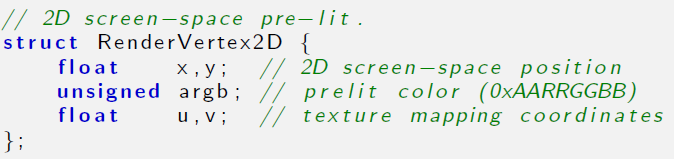 // 2D screen−space pre−lit.
struct RenderVertex2D {
float x,y; // 2D screen−space position
unsigned argb; // prelit color (0xAARRGGBB)
float u,v; // texture mapping coordinates
};